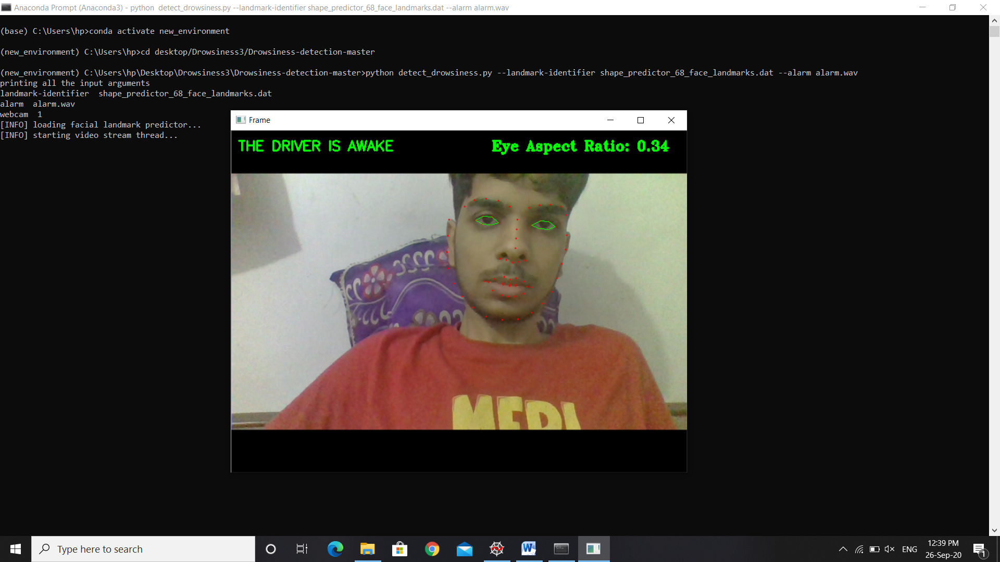 Anaconda Prompt (Anaconda3) - python  detect_drowsiness.py --landmark-identifier shape_predictor_68_face_landmarks.dat --alarm alarm.wav
(base) C:\Users\hp>conda activate new_environment
(new_environment) C:\Users\hp>cd desktop/Drowsiness3/Drowsiness-detection-master
(new_environment) C:\Users\hp\Desktop\Drowsiness3\Drowsiness-detection-master>python detect_drowsiness.py --landmark-identifier shape_predictor_68_face_landmarks.dat --alarm alarm.wav
printing all the input arguments
landmark-identifier  shape_predictor_68_face_landmarks.dat
alarm  alarm.wav
webcam  1
[INFO] loading facial landmark predictor...
[INFO] starting video stream thread...
Frame
THE DRIVER IS AWAKE
Eye Aspect Ratio: 0.34
Type here to search
ENG
12:39 PM
26-Sep-20
1